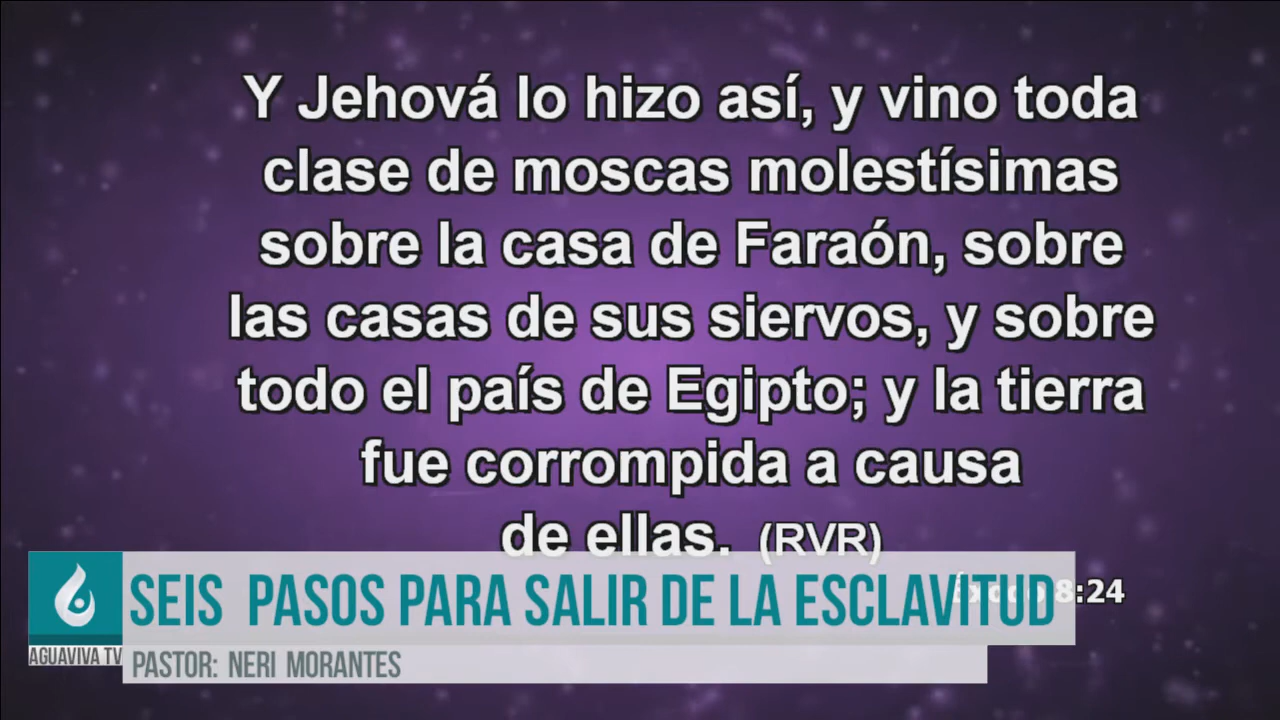 Y Jehová lo hizo así, y vino toda
clase de moscas molestísimas
sobre la casa de Faraón, sobre
las casas de sus siervos, y sobre
todo el país de Egipto; y la tierra
fue corrompida a causa
de ellas. (RVR)
8:24
SEIS PASOS PARA SALIR DE LA ESCLAVITUD
AGUAVIVA TV
PASTOR: NERI MORANTES